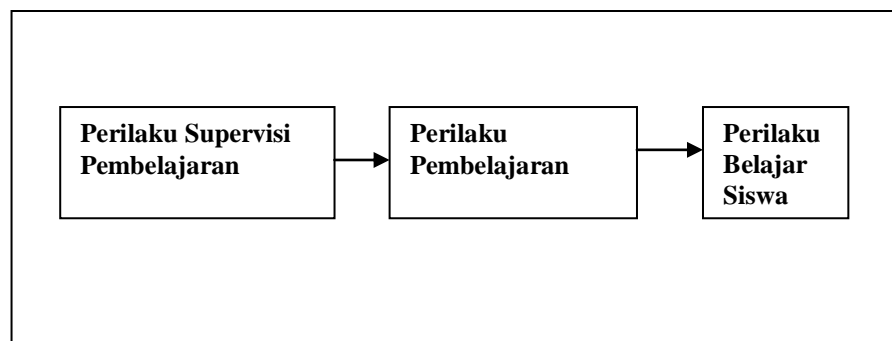 Perilaku Supervisi
Pembelajaran
Perilaku
Pembelajaran
Perilaku
Belajar
Siswa